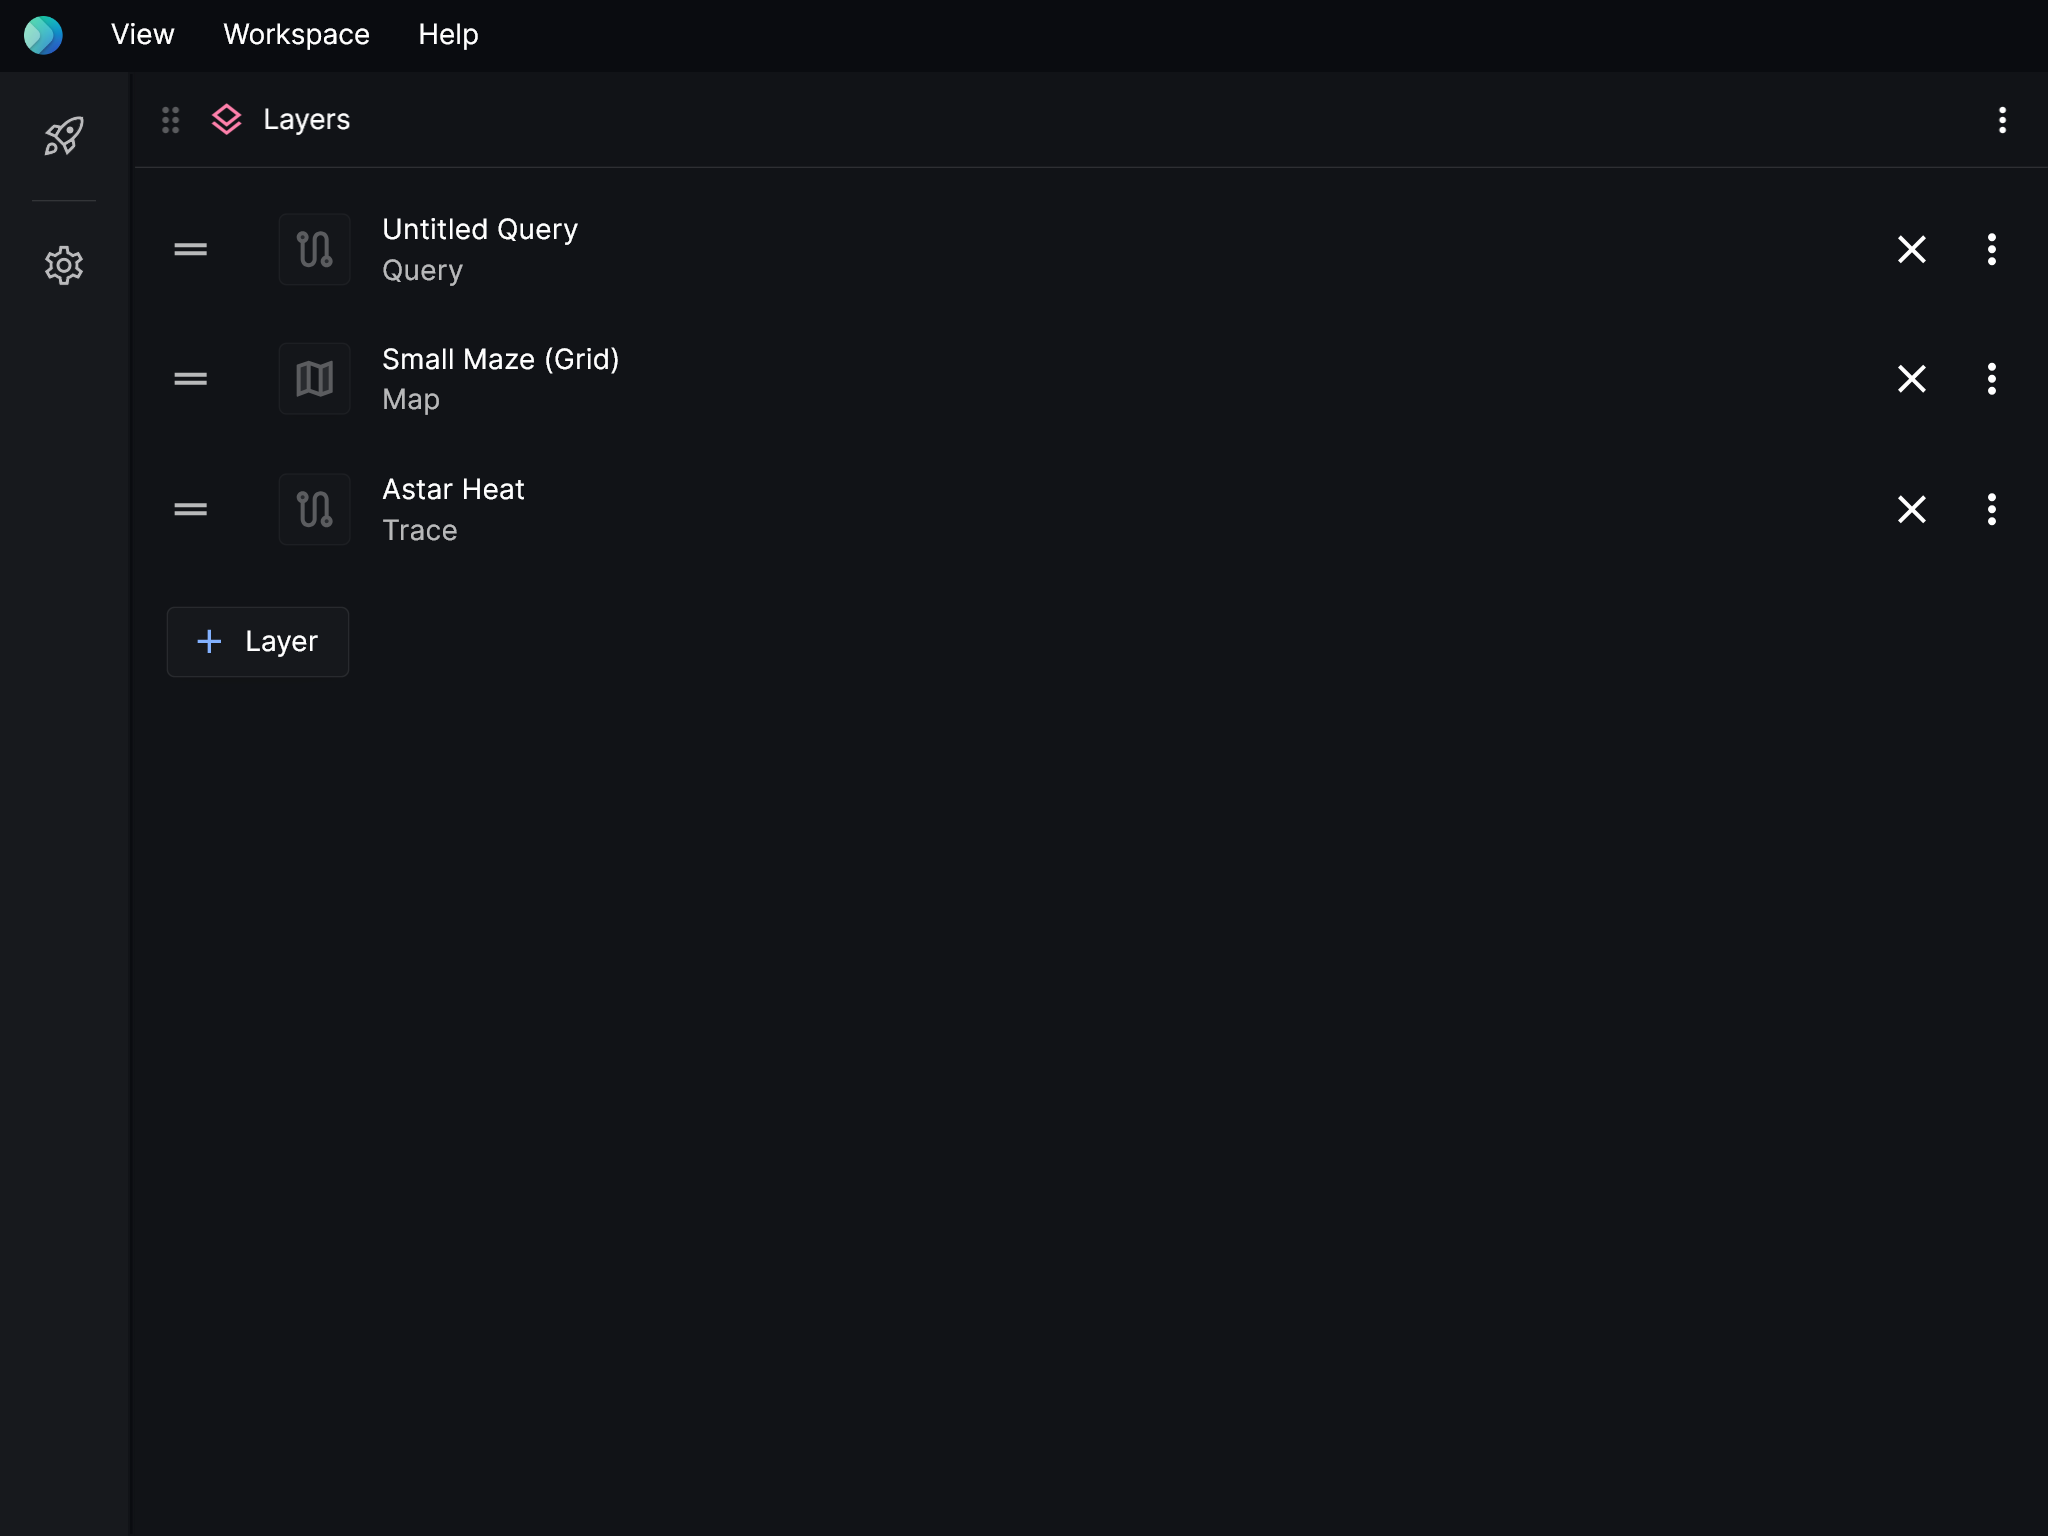 View Workspace Help
Layers
Untitled Query
Query
Small Maze (Grid)
Map
Astar Heat
Trace
Layer